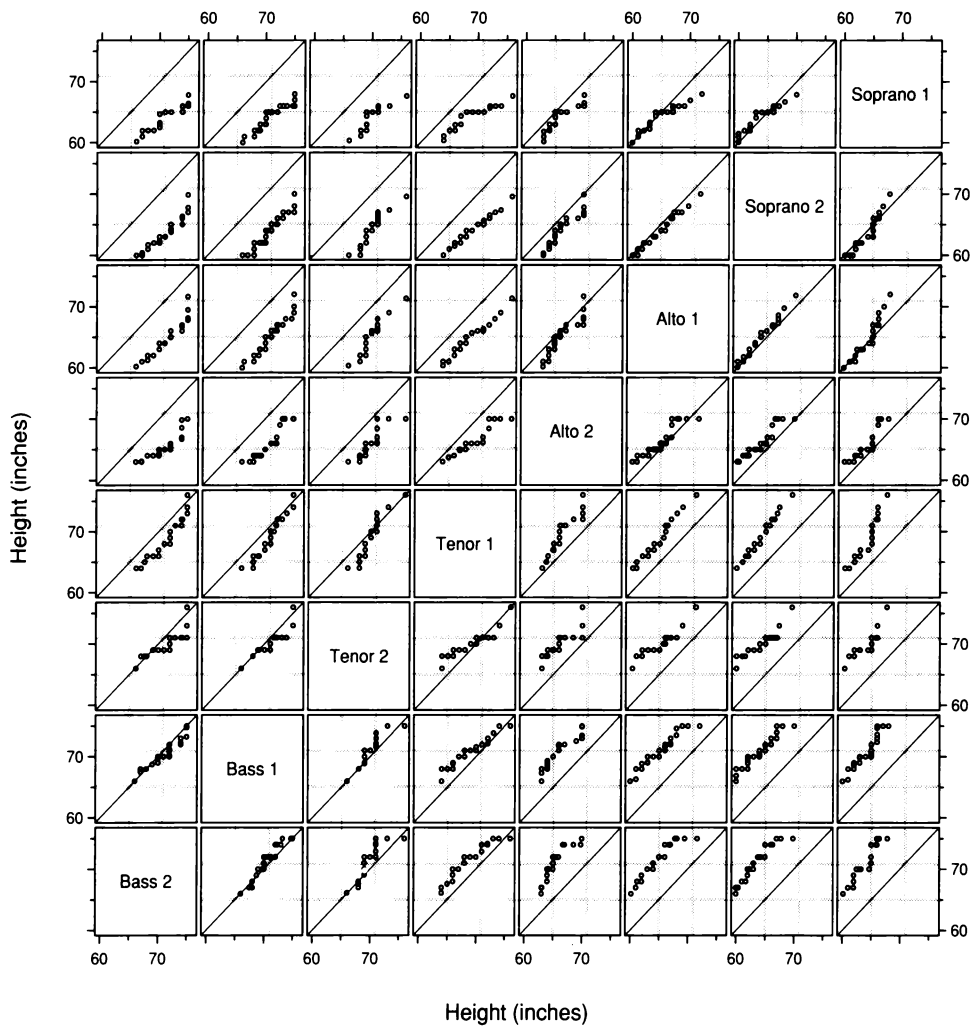 60 70 60 70 60 70 60 70
70 Soprano 1
60
Soprano 2 70
60
70 Alto 1
60
Alto 2 70
60
70 Tenor 1
60
Tenor 2 70
60
70 Bass 1
60
Bass 2 70
60
60 70 60 70 60 70 60 70
Height (inches)
Height (inches)